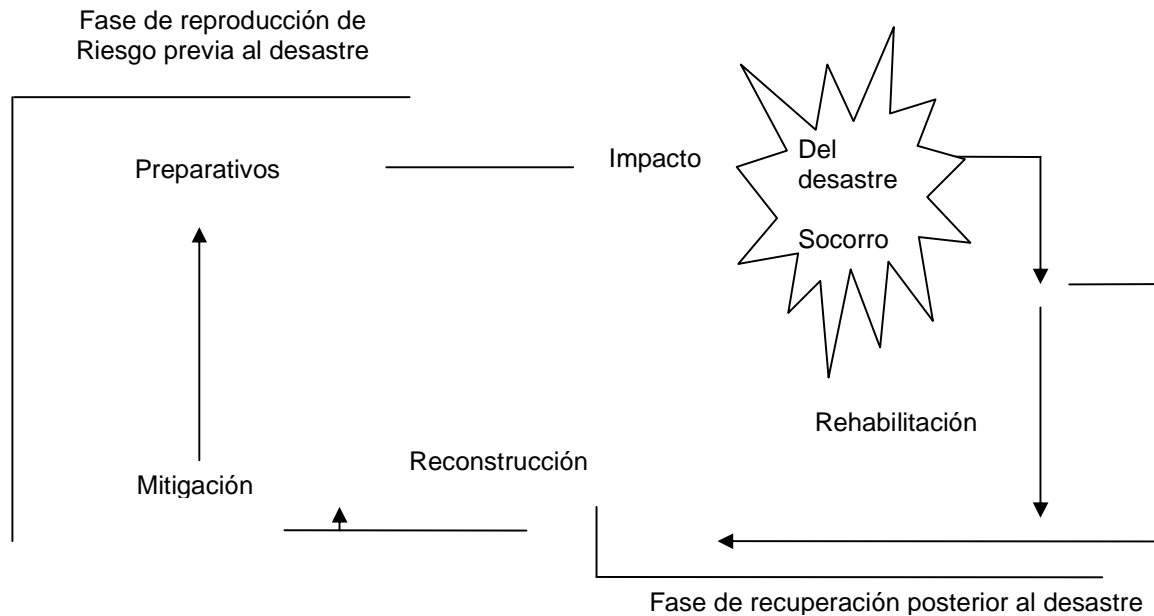 Fase de reproducción de
Riesgo previa al desastre
Preparativos
Impacto
Del
desastre
Socorro
Rehabilitación
Reconstrucción
Mitigación
Fase de recuperación posterior al desastre